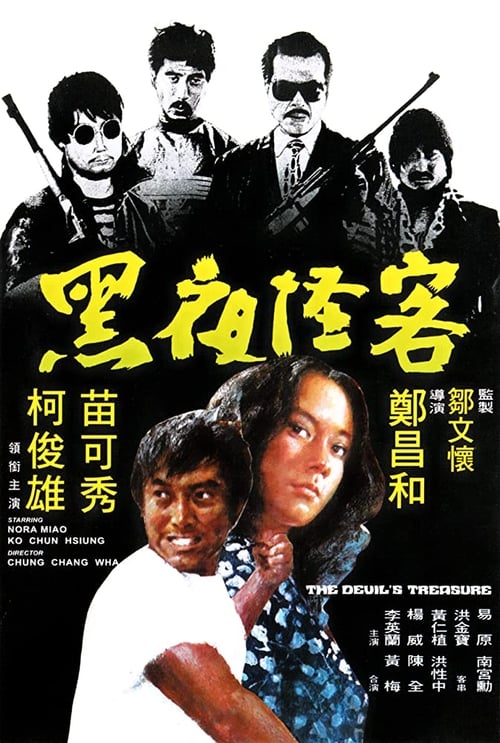 黑夜怪客
監製
鄒文懷
導演
鄭昌和
苗可秀
柯俊雄
領銜主演
STARRING
NORA MIAO
KO CHUN HSIUNG
DIRECTOR
CHUNG CHANG WHA
THE DEVIL'S TREASURE
易原 南宮勲
洪金寶 客串
黃仁植 洪性中
楊威 陳全
李英蘭 黃梅
主演 合演